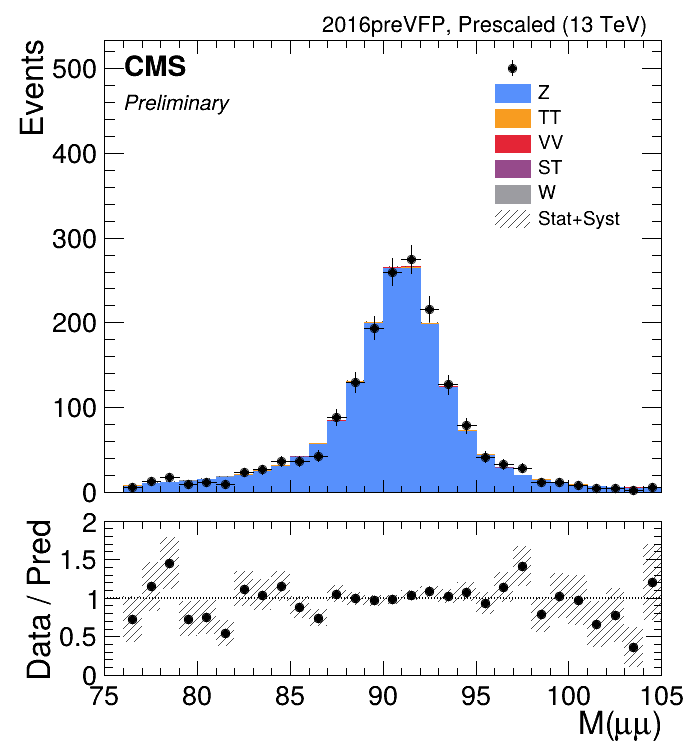 2016preVFP, Prescaled (13 TeV)
CMS
Preliminary
Events
500
400
300
200
100
0
Z
TT
VV
ST
W
Stat+Syst
Data / Pred
2
1.5
1
0.5
0
75 80 85 90 95 100 105
M(μμ)